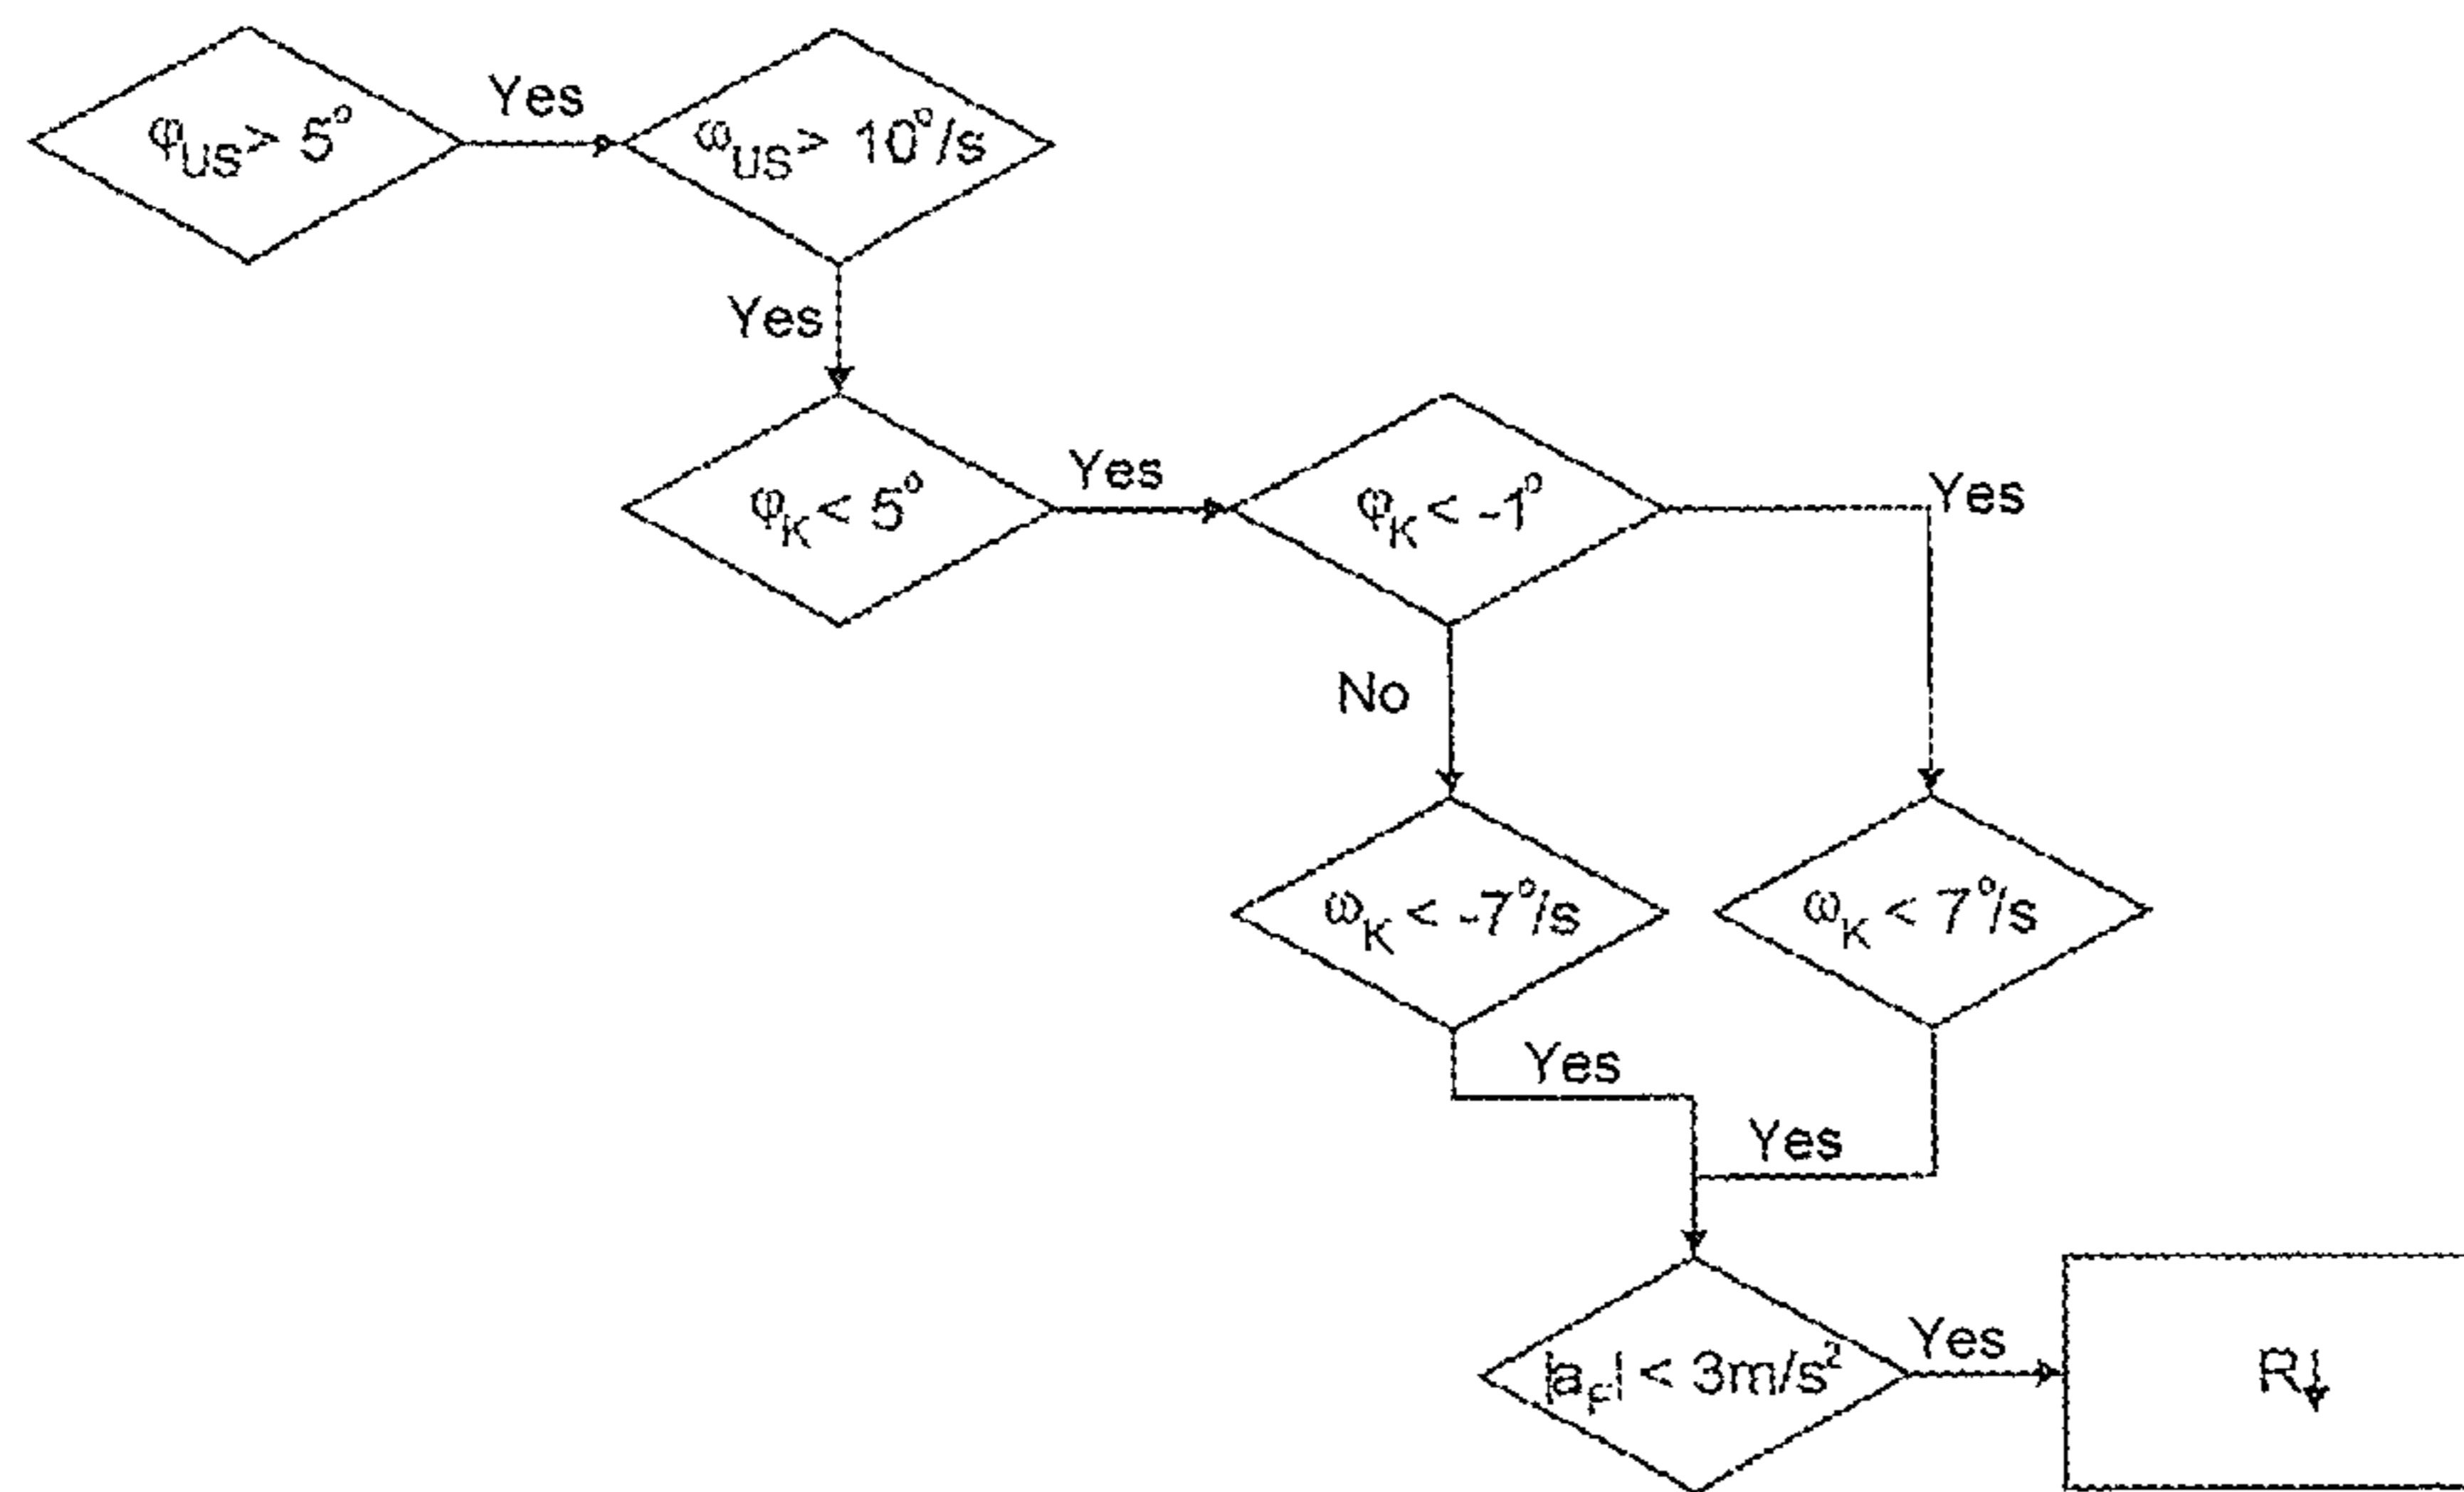 φUS > 5°
Yes
ωUS > 10°/s
Yes
φK < 5°
Yes
φK < -1°
Yes
No
ωK < -7°/s
ωK < 7°/s
Yes
Yes
|aF| < 3m/s²
Yes
R↓